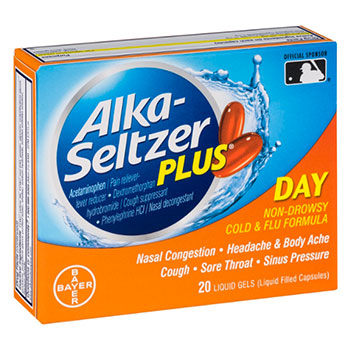 OFFICIAL SPONSOR
ALKA-
SELTZER
PLUS®
Acetaminophen / Pain reliever-
fever reducer • Dextromethorphan
hydrobromide / Cough suppressant
• Phenylephrine HCl / Nasal decongestant
DAY
NON-DROWSY
COLD & FLU FORMULA
Nasal Congestion • Headache & Body Ache
Cough • Sore Throat • Sinus Pressure
20 LIQUID GELS (Liquid Filled Capsules)
BAYER
BAYER